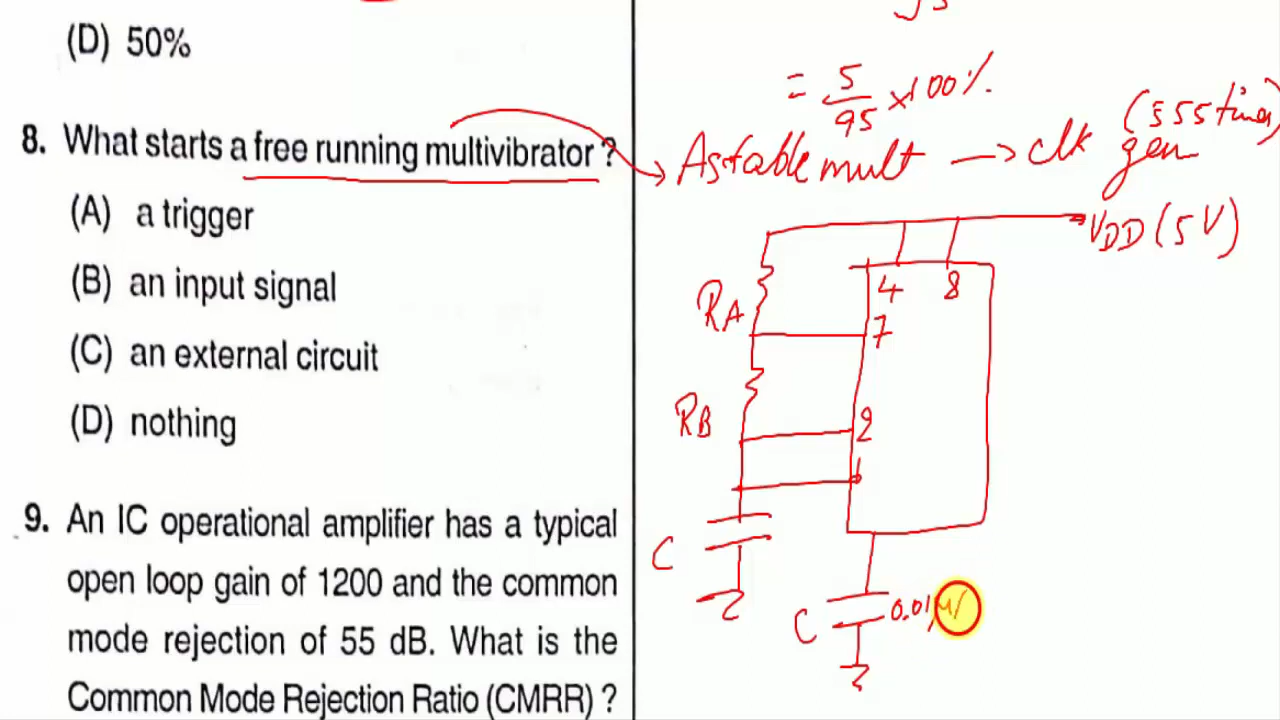 (D) 50%
8. What starts a free running multivibrator ?
(A) a trigger
(B) an input signal
(C) an external circuit
(D) nothing
9. An IC operational amplifier has a typical
open loop gain of 1200 and the common
mode rejection of 55 dB. What is the
Common Mode Rejection Ratio (CMRR) ?
= 5/95 × 100%
Astable mult → clk gen (555 timer)
VDD (5V)
4 8
RA 7
RB 2
1
C
C 0.01μ